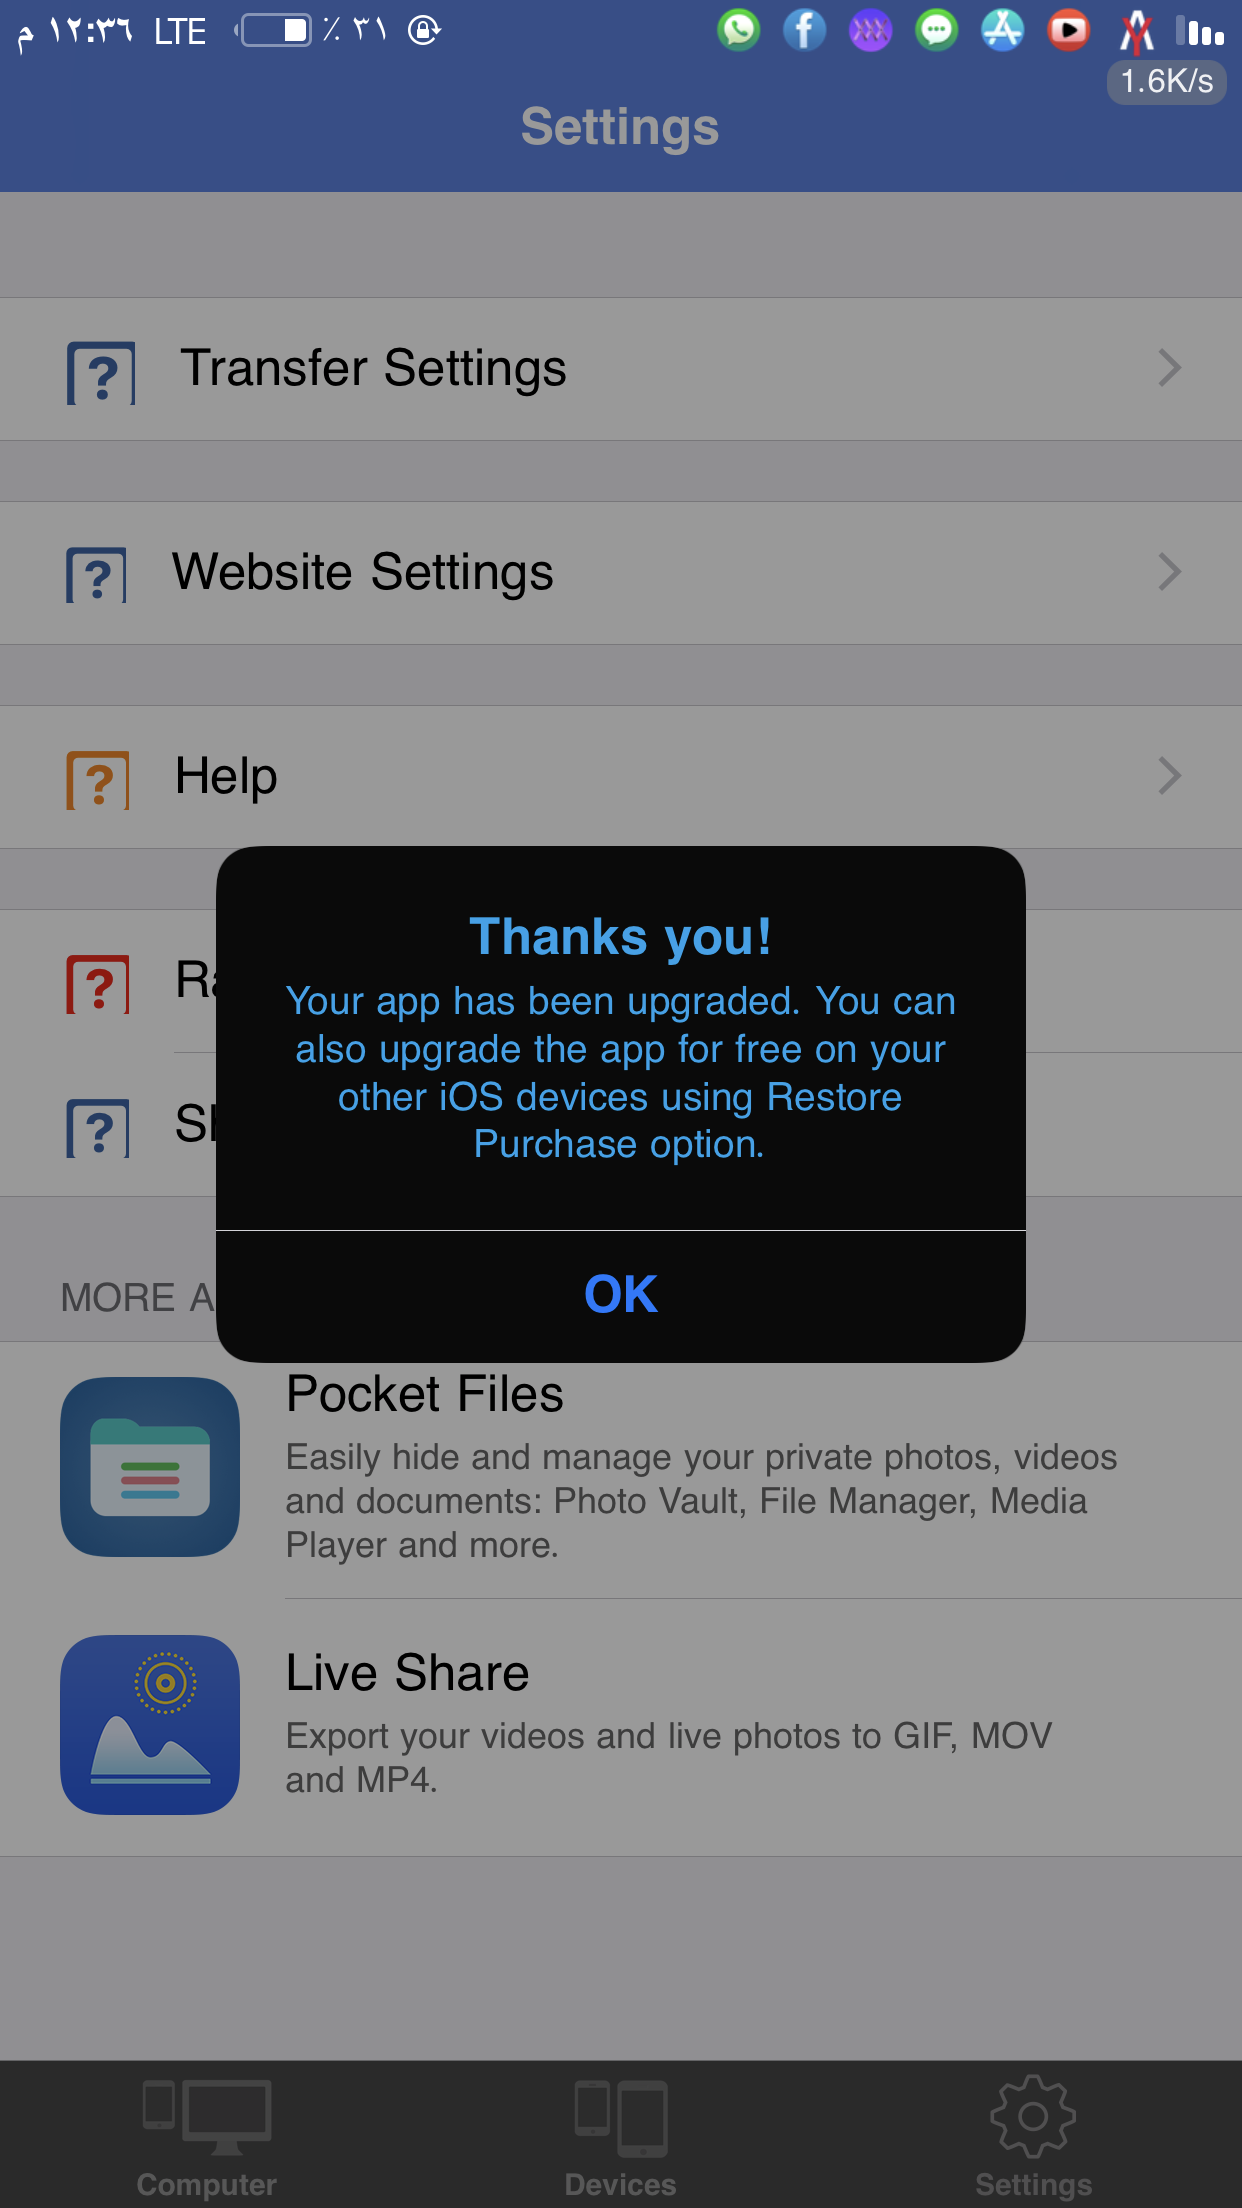 ١٢:٣٦ م LTE ٪ ٣١
1.6K/s
Settings
Transfer Settings
Website Settings
Help
Thanks you!
Your app has been upgraded. You can
also upgrade the app for free on your
other iOS devices using Restore
Purchase option.
OK
MORE A
Pocket Files
Easily hide and manage your private photos, videos
and documents: Photo Vault, File Manager, Media
Player and more.
Live Share
Export your videos and live photos to GIF, MOV
and MP4.
Computer
Devices
Settings